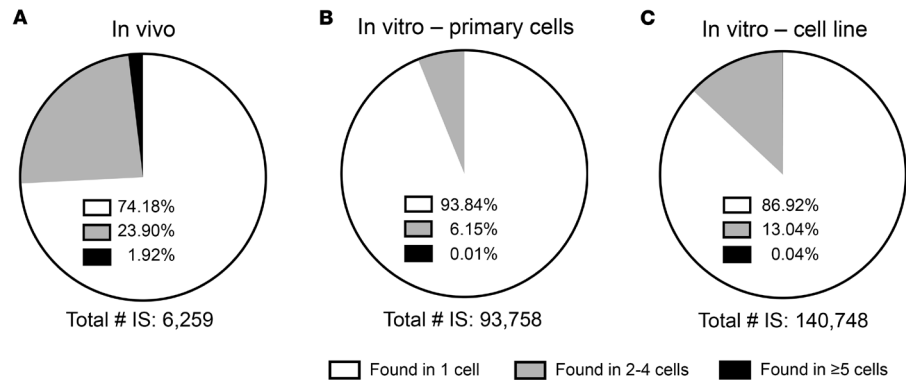 A
In vivo
74.18%
23.90%
1.92%
Total # IS: 6,259
B
In vitro – primary cells
93.84%
6.15%
0.01%
Total # IS: 93,758
C
In vitro – cell line
86.92%
13.04%
0.04%
Total # IS: 140,748
Found in 1 cell
Found in 2-4 cells
Found in ≥5 cells